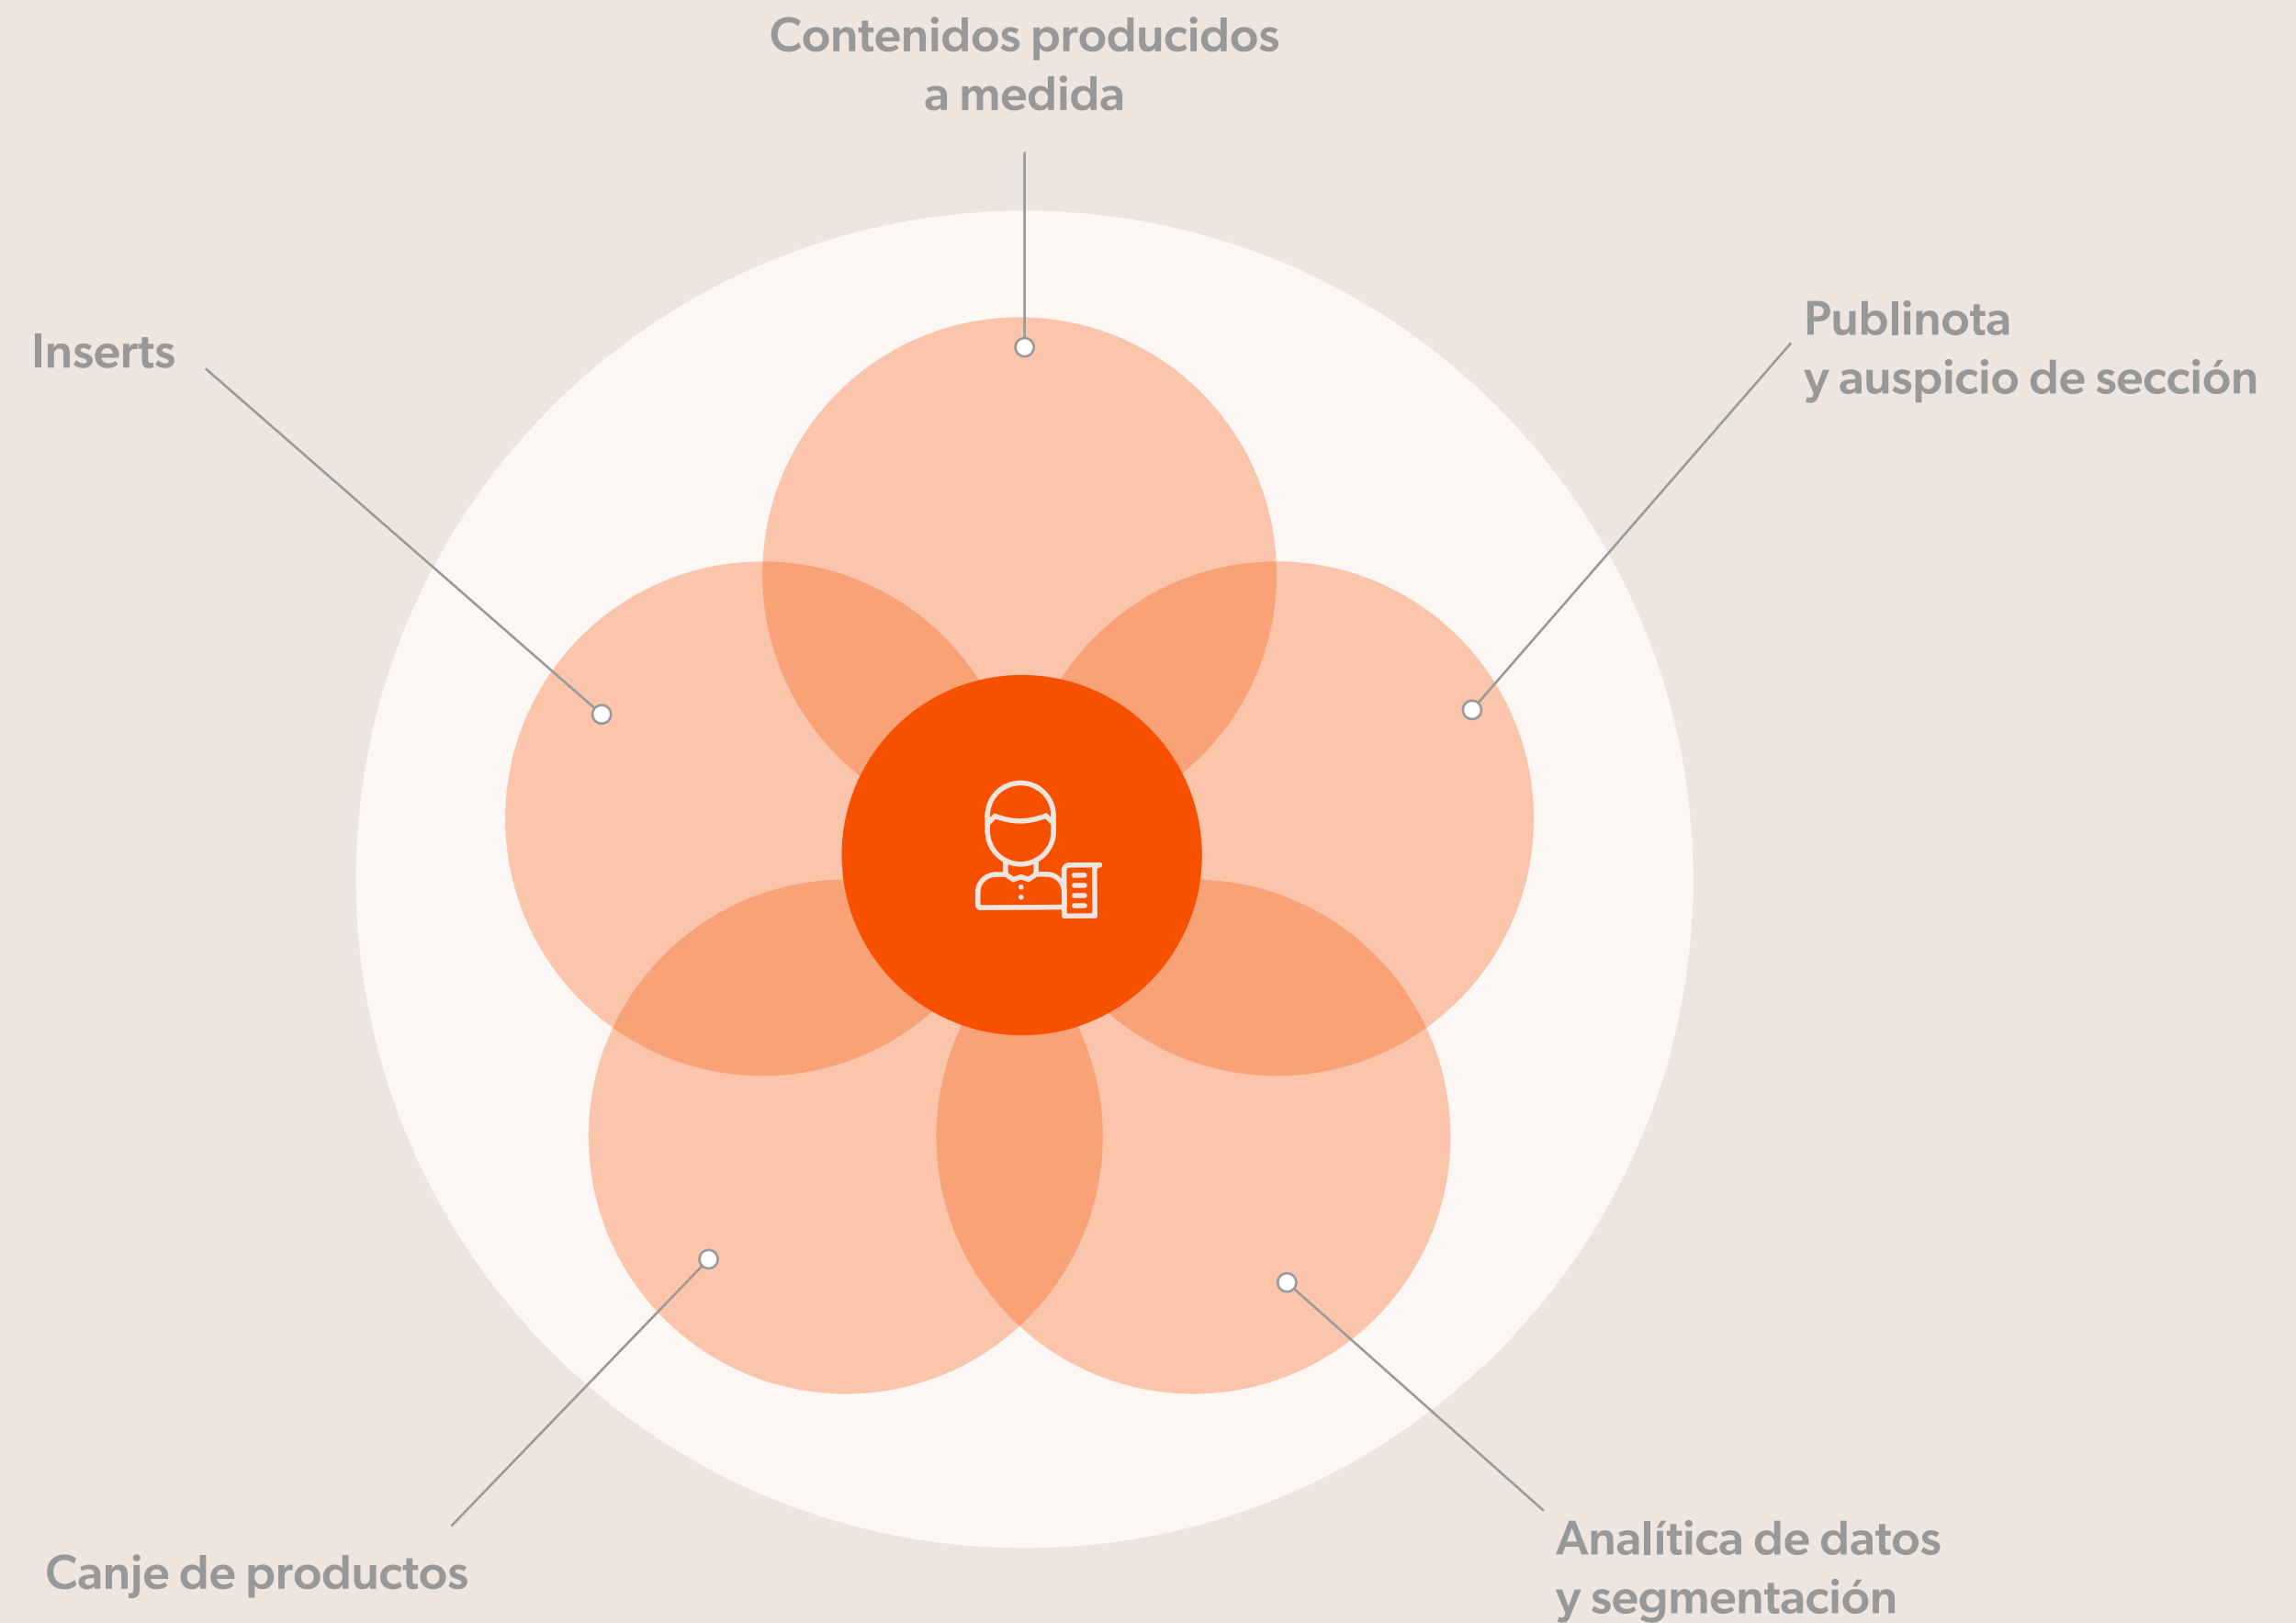 Contenidos producidos
a medida
Inserts
Publinota
y auspicio de sección
Canje de productos
Analítica de datos
y segmentación